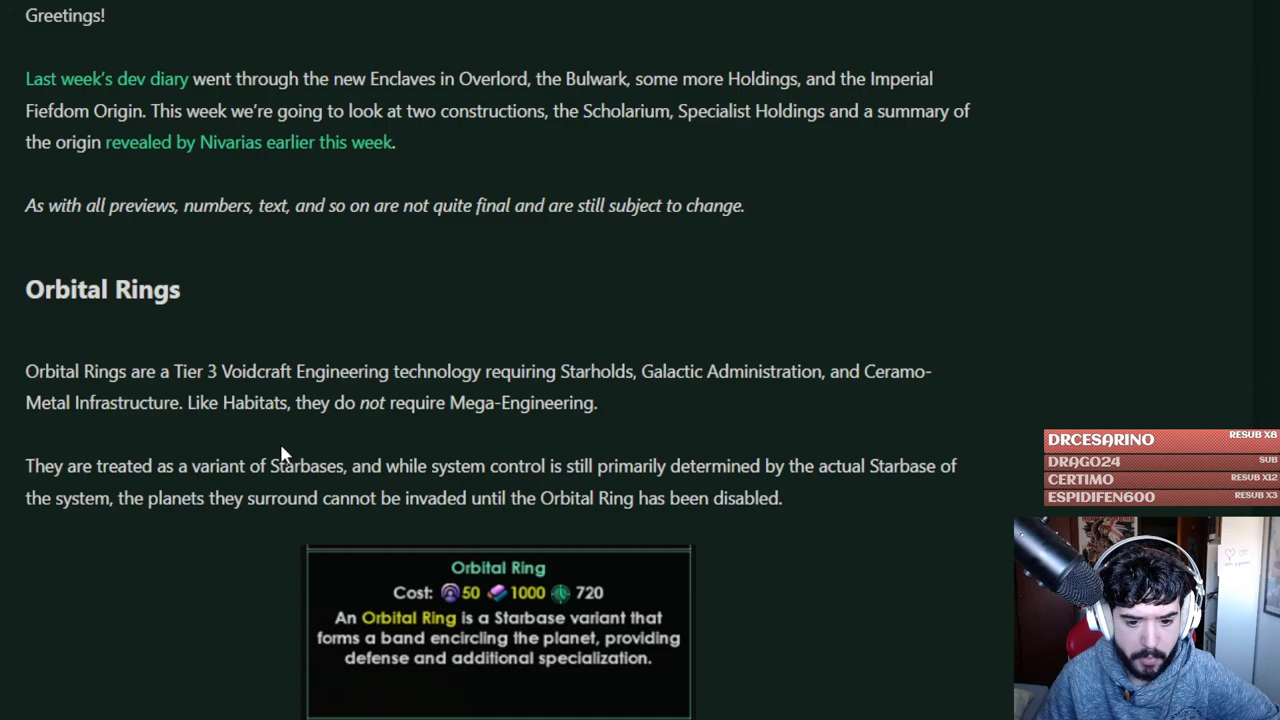 Greetings!
Last week's dev diary went through the new Enclaves in Overlord, the Bulwark, some more Holdings, and the Imperial
Fiefdom Origin. This week we're going to look at two constructions, the Scholarium, Specialist Holdings and a summary of
the origin revealed by Nivarias earlier this week.
As with all previews, numbers, text, and so on are not quite final and are still subject to change.
Orbital Rings
Orbital Rings are a Tier 3 Voidcraft Engineering technology requiring Starholds, Galactic Administration, and Ceramo-
Metal Infrastructure. Like Habitats, they do not require Mega-Engineering.
They are treated as a variant of Starbases, and while system control is still primarily determined by the actual Starbase of
the system, the planets they surround cannot be invaded until the Orbital Ring has been disabled.
Orbital Ring
Cost: 50 1000 720
An Orbital Ring is a Starbase variant that
forms a band encircling the planet, providing
defense and additional specialization.
DRCESARINO RESUB X8
DRAGO24 SUB
CERTIMO RESUB X12
ESPIDIFEN600 RESUB X3